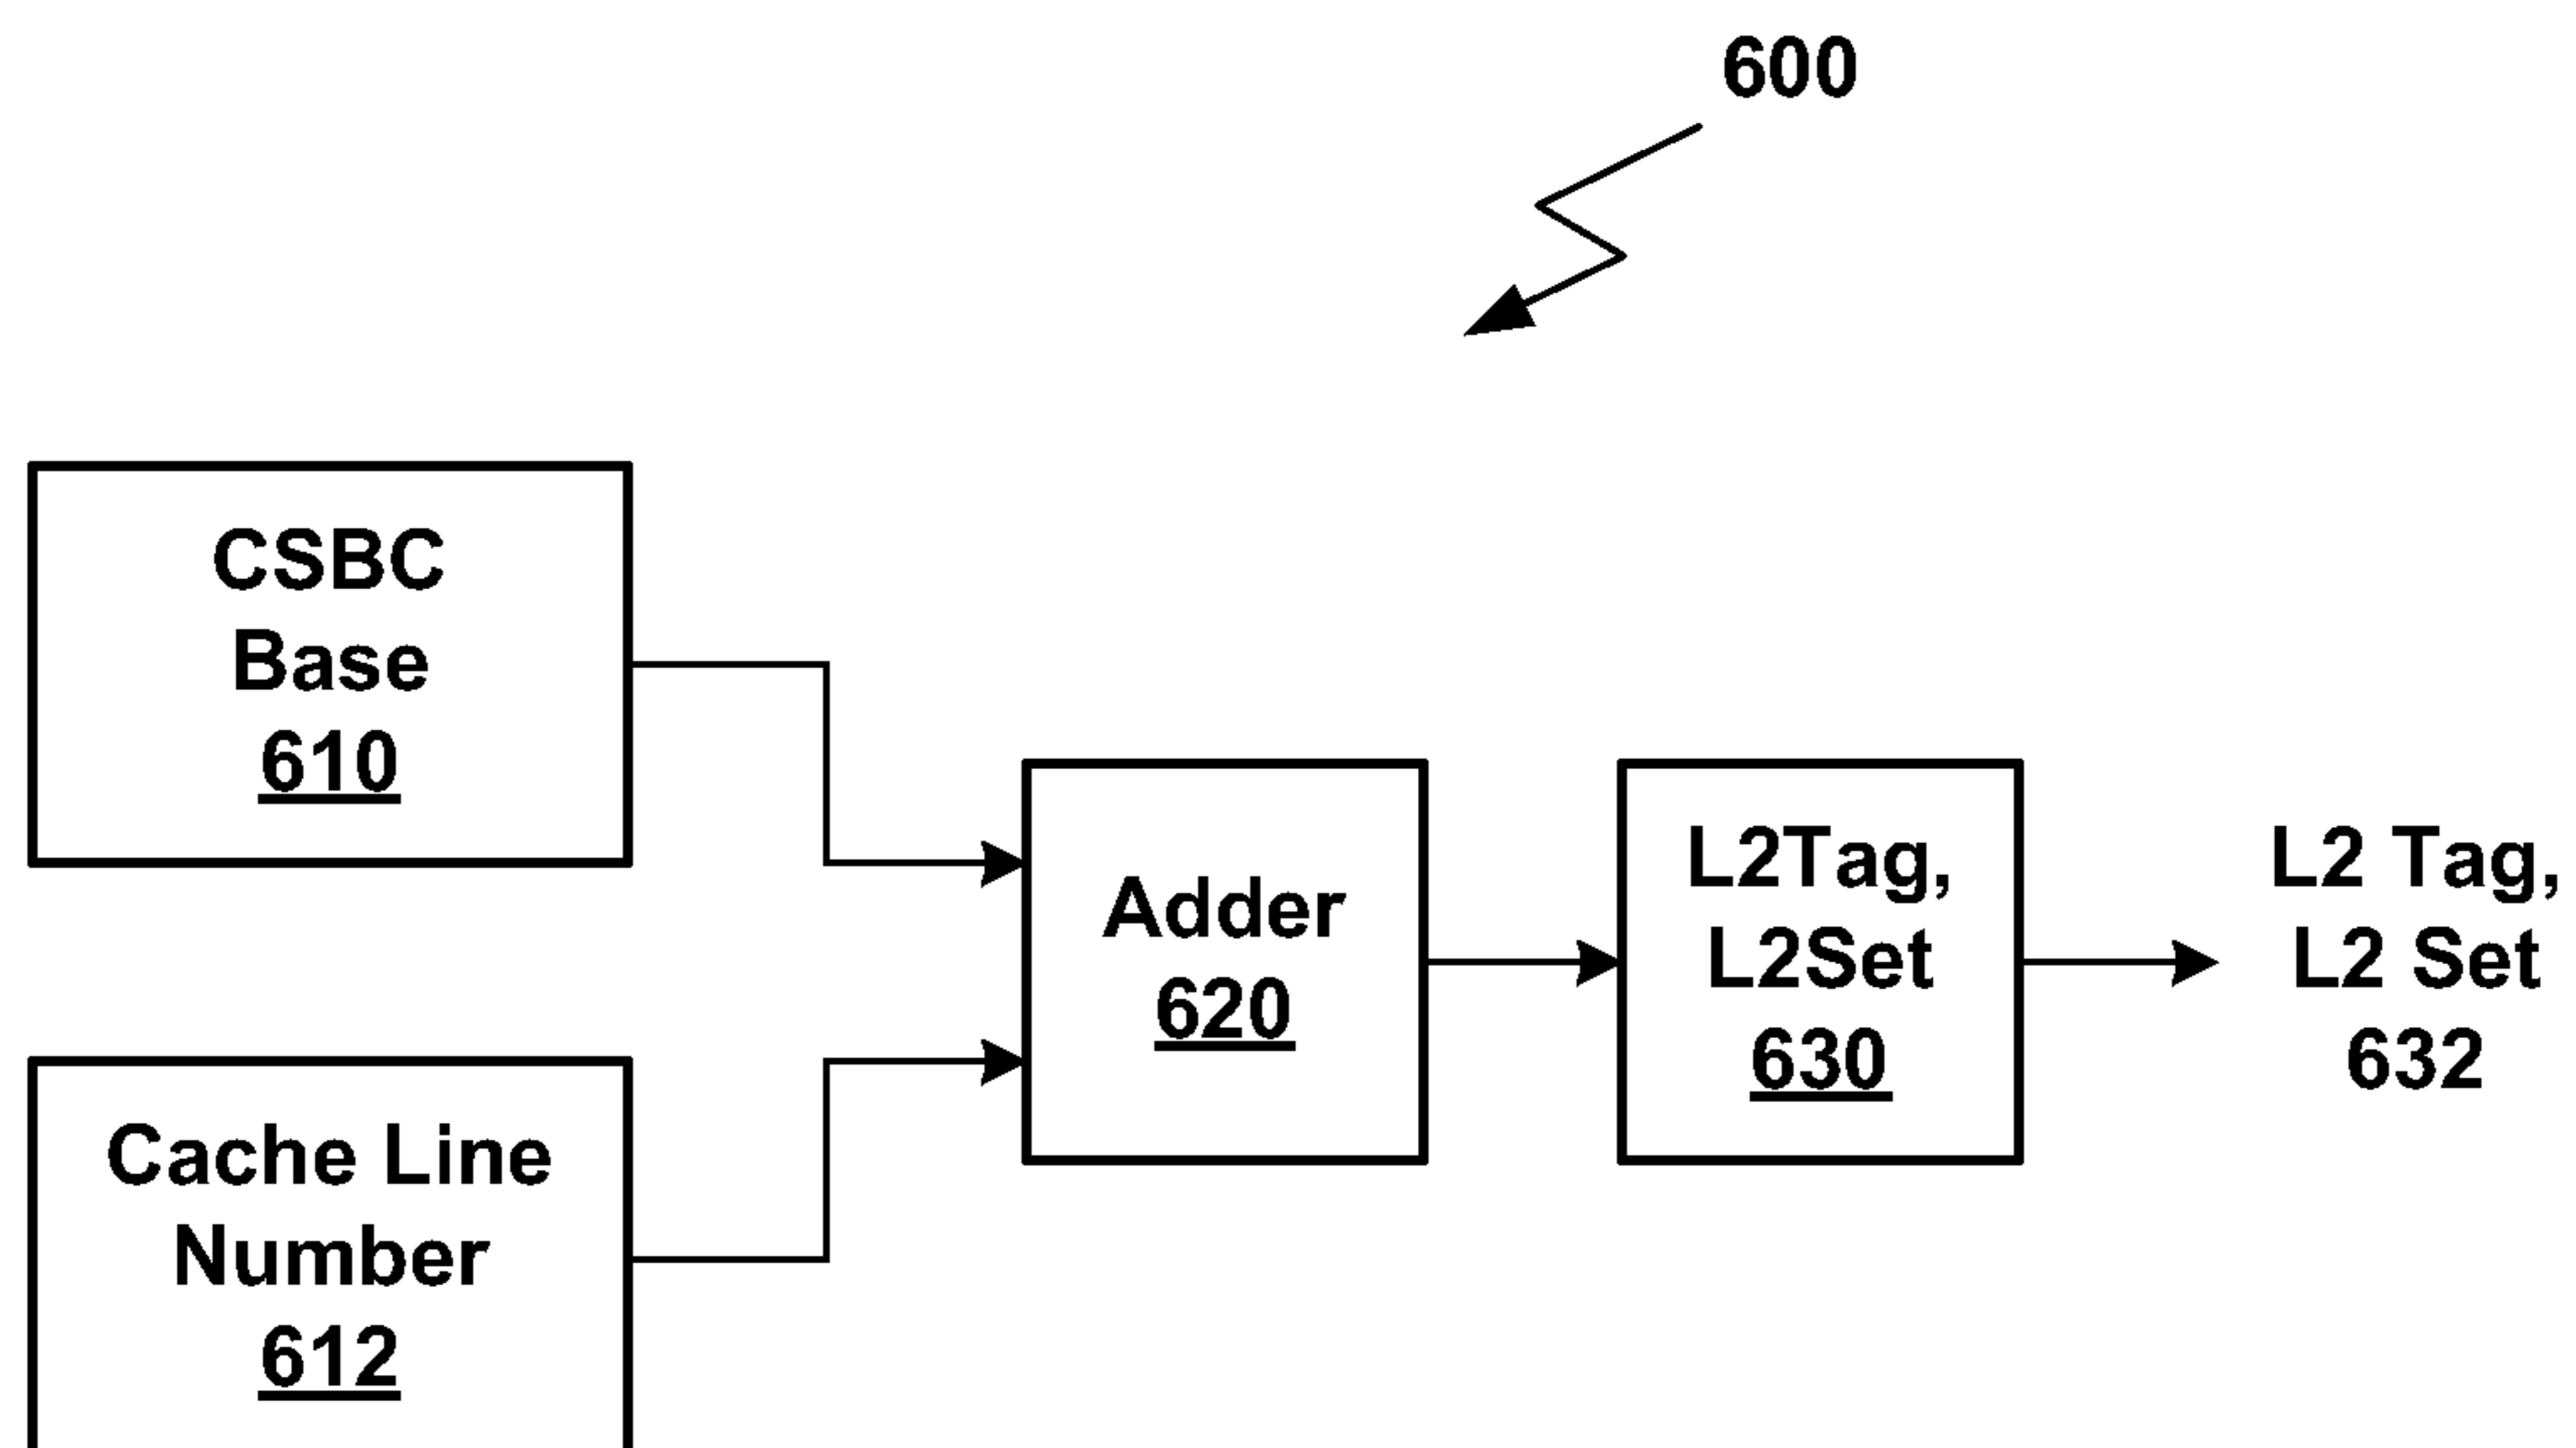 600
CSBC
Base
610
Cache Line
Number
612
Adder
620
L2Tag,
L2Set
630
L2 Tag,
L2 Set
632